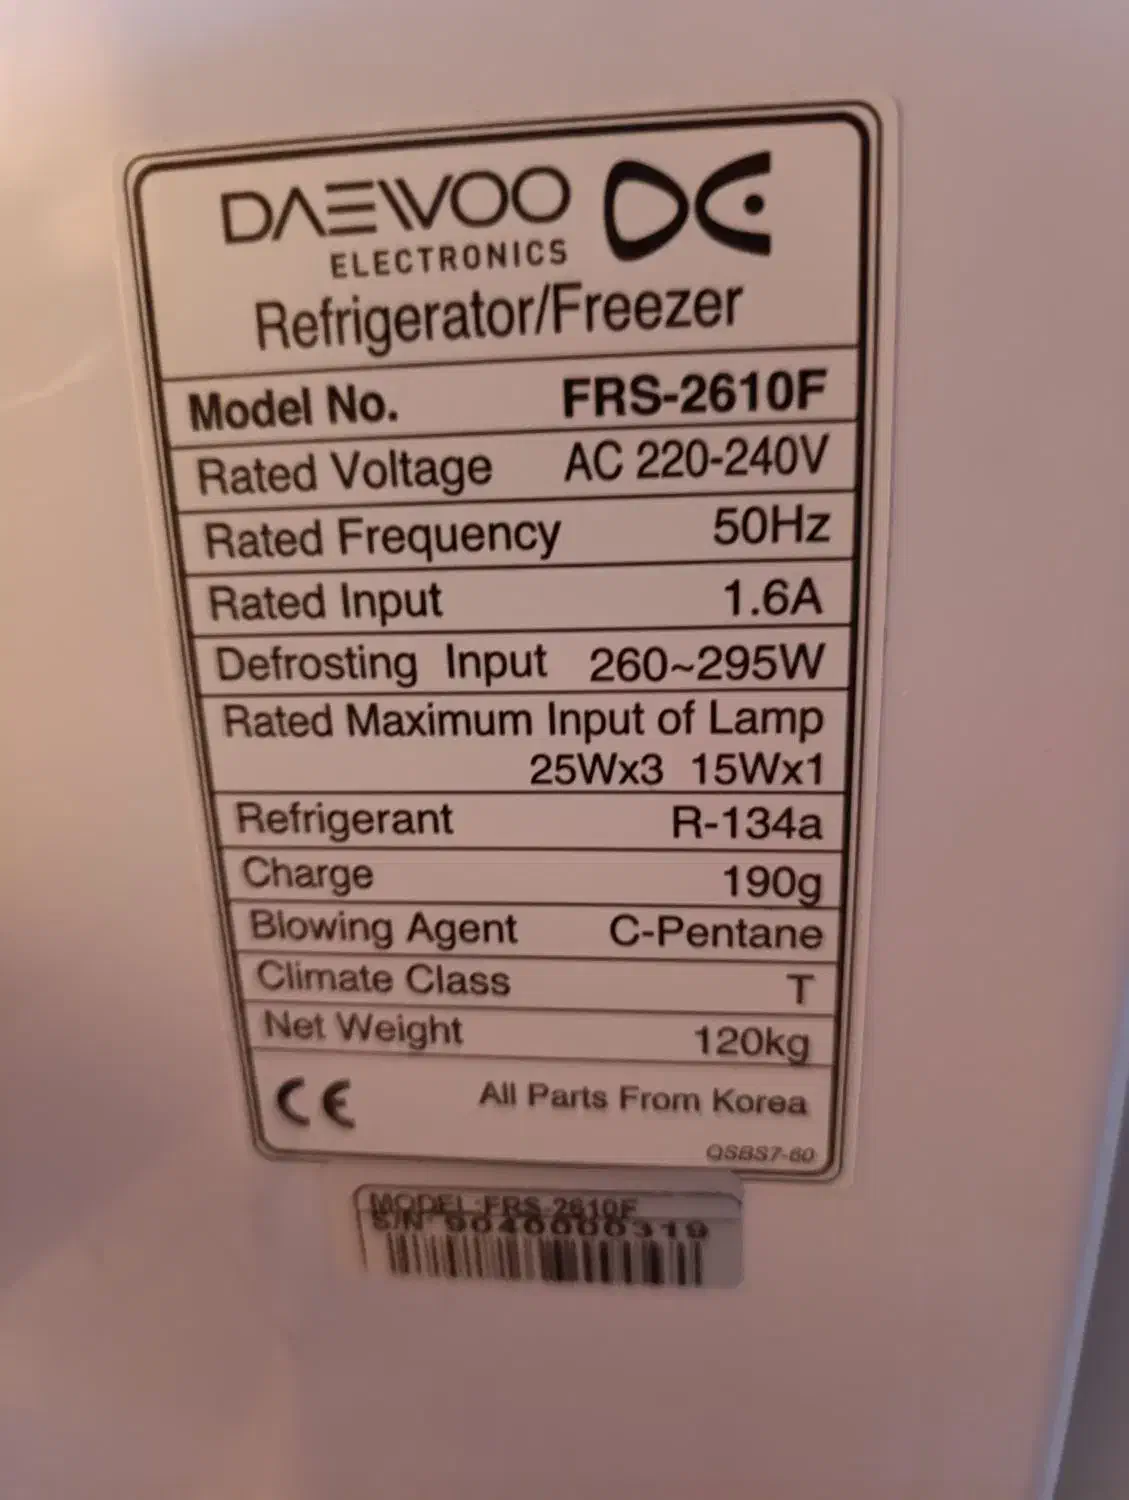 DAEWOO
ELECTRONICS
Refrigerator/Freezer
Model No. FRS-2610F
Rated Voltage AC 220-240V
Rated Frequency 50Hz
Rated Input 1.6A
Defrosting Input 260~295W
Rated Maximum Input of Lamp
25Wx3 15Wx1
Refrigerant R-134a
Charge 190g
Blowing Agent C-Pentane
Climate Class T
Net Weight 120kg
CE All Parts From Korea
QSBS7-60
MODEL:FRS-2610F
S/N